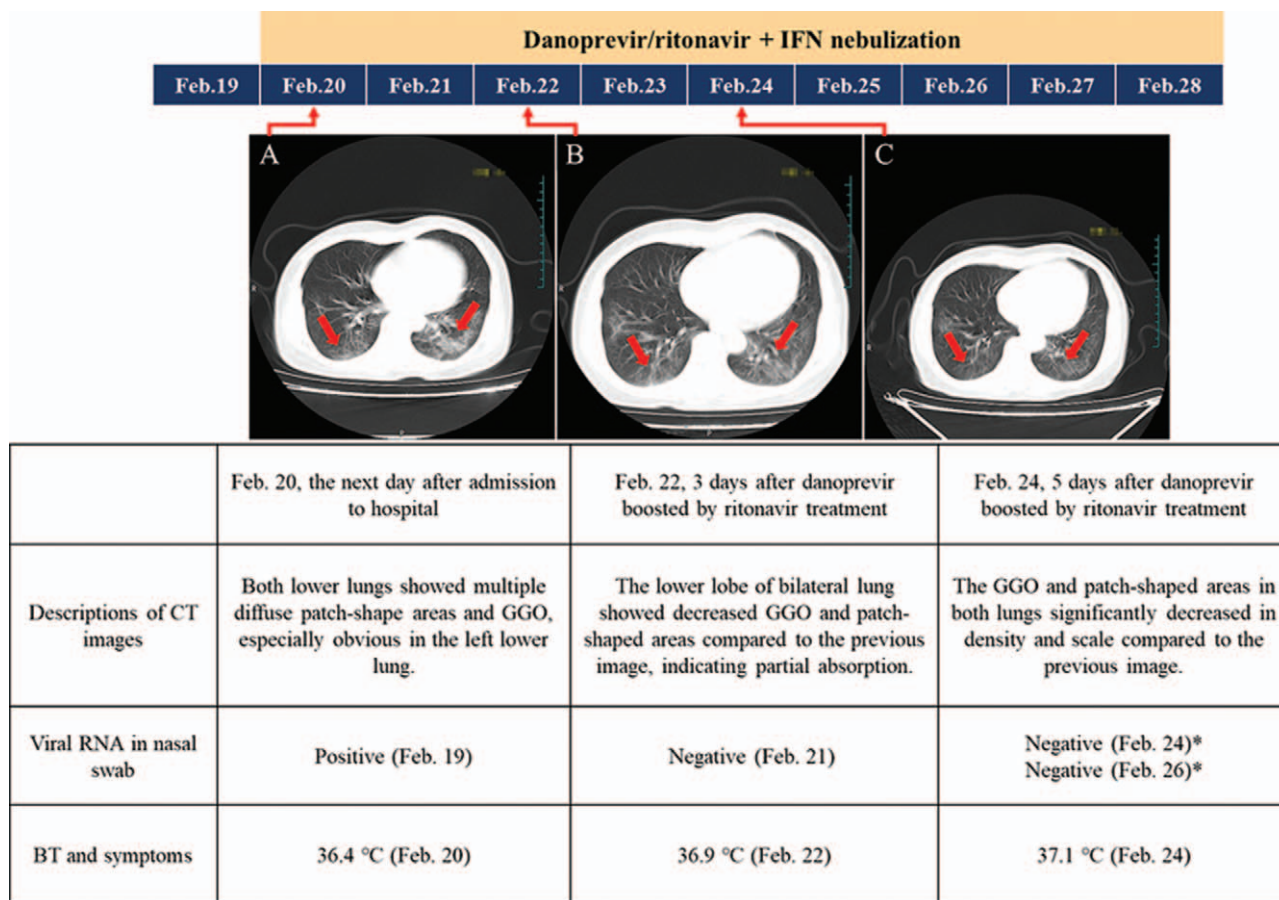 Danoprevir/ritonavir + IFN nebulization
Feb.19 Feb.20 Feb.21 Feb.22 Feb.23 Feb.24 Feb.25 Feb.26 Feb.27 Feb.28
A B C
R R R
P P
Feb. 20, the next day after admission
to hospital
Feb. 22, 3 days after danoprevir
boosted by ritonavir treatment
Feb. 24, 5 days after danoprevir
boosted by ritonavir treatment
Descriptions of CT
images
Both lower lungs showed multiple
diffuse patch-shape areas and GGO,
especially obvious in the left lower
lung.
The lower lobe of bilateral lung
showed decreased GGO and patch-
shaped areas compared to the previous
image, indicating partial absorption.
The GGO and patch-shaped areas in
both lungs significantly decreased in
density and scale compared to the
previous image.
Viral RNA in nasal
swab
Positive (Feb. 19)
Negative (Feb. 21)
Negative (Feb. 24)*
Negative (Feb. 26)*
BT and symptoms
36.4 °C (Feb. 20)
36.9 °C (Feb. 22)
37.1 °C (Feb. 24)